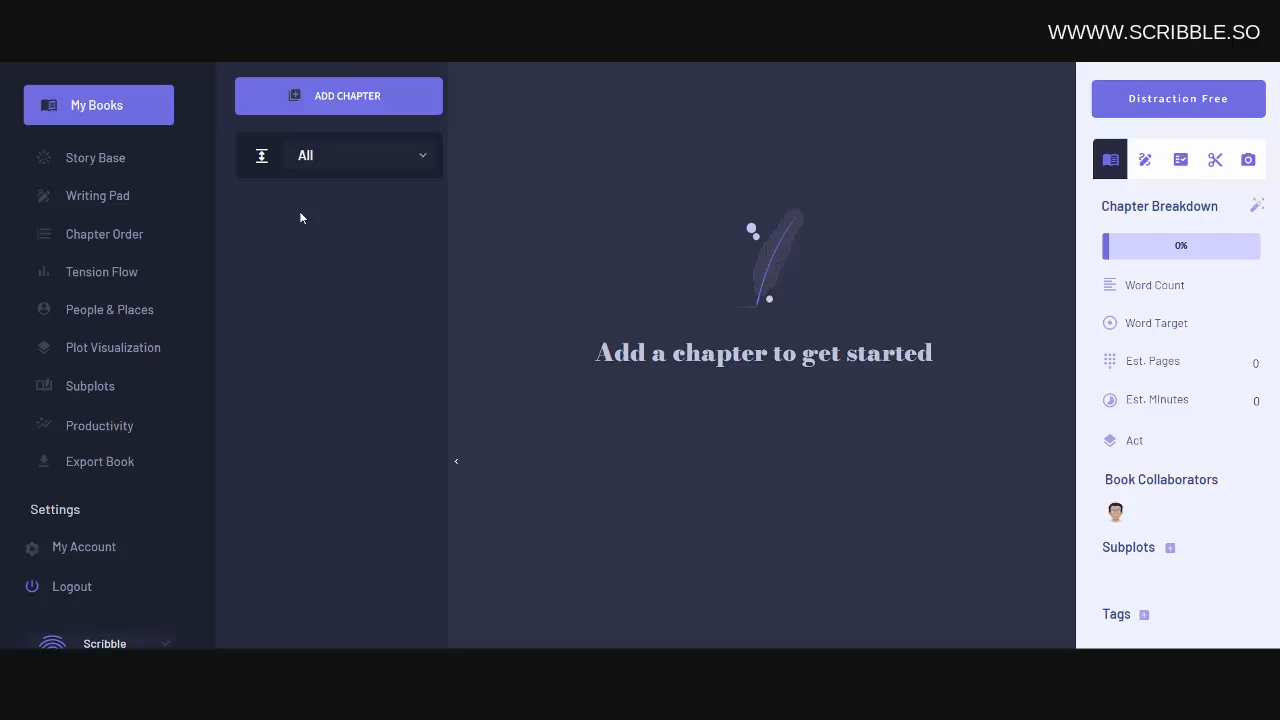 WWWW.SCRIBBLE.SO
My Books
Story Base
Writing Pad
Chapter Order
Tension Flow
People & Places
Plot Visualization
Subplots
Productivity
Export Book
Settings
My Account
Logout
Scribble
ADD CHAPTER
All
Add a chapter to get started
Distraction Free
Chapter Breakdown
0%
Word Count
Word Target
Est. Pages 0
Est. Minutes 0
Act
Book Collaborators
Subplots
Tags